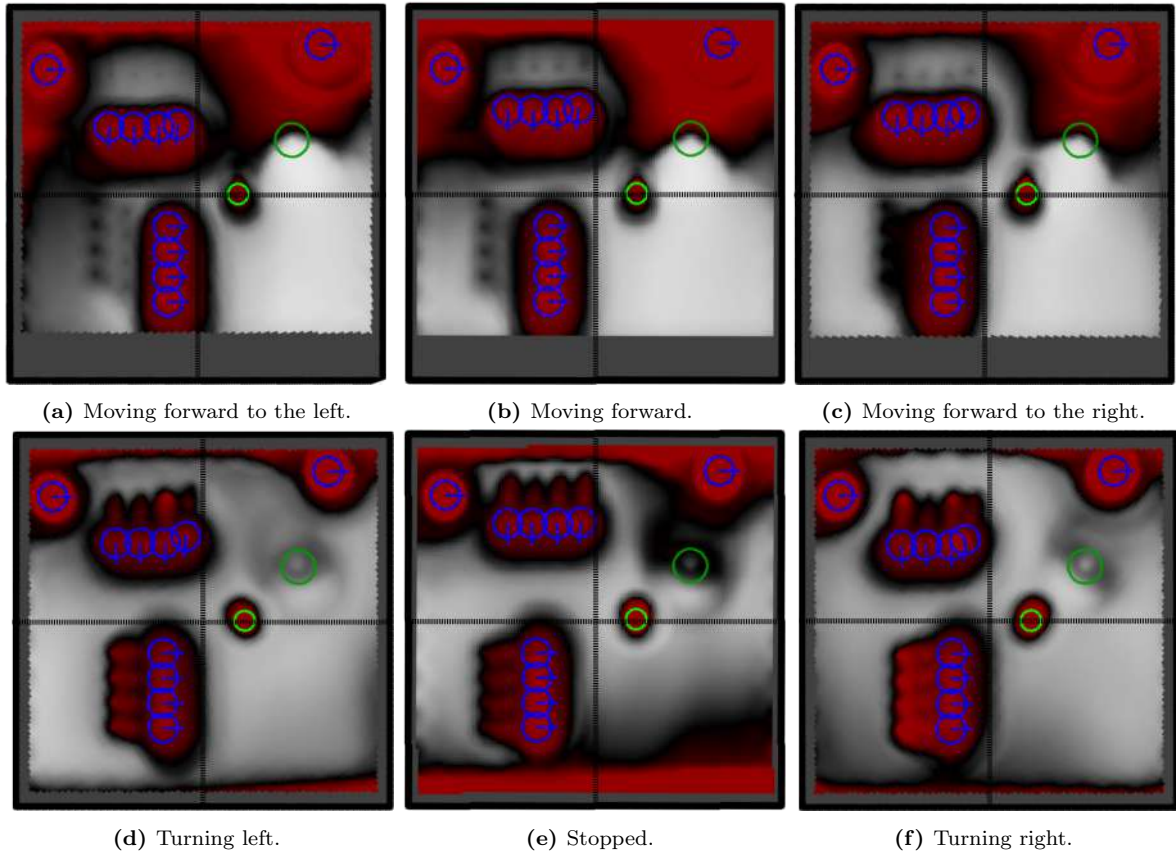 (a) Moving forward to the left.
(b) Moving forward.
(c) Moving forward to the right.
(d) Turning left.
(e) Stopped.
(f) Turning right.